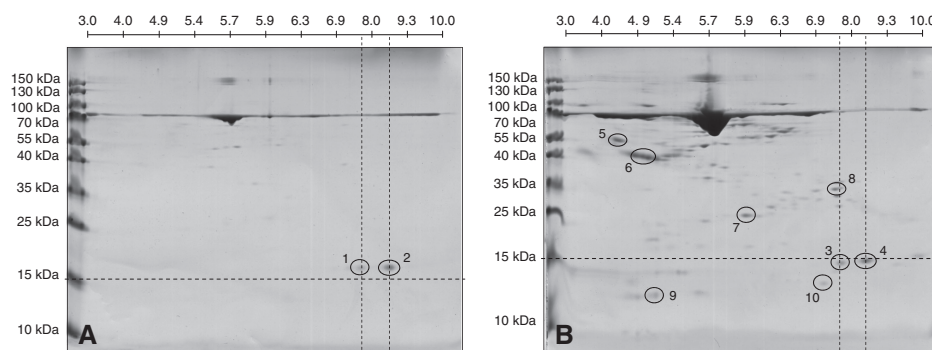 3.0 4.0 4.9 5.4 5.7 5.9 6.3 6.9 8.0 9.3 10.0
150 kDa
130 kDa
100 kDa
70 kDa
55 kDa
40 kDa
35 kDa
25 kDa
15 kDa
10 kDa
1
2
A
3.0 4.0 4.9 5.4 5.7 5.9 6.3 6.9 8.0 9.3 10.0
150 kDa
130 kDa
100 kDa
70 kDa
55 kDa
40 kDa
35 kDa
25 kDa
15 kDa
10 kDa
5
6
8
7
3
4
10
9
B